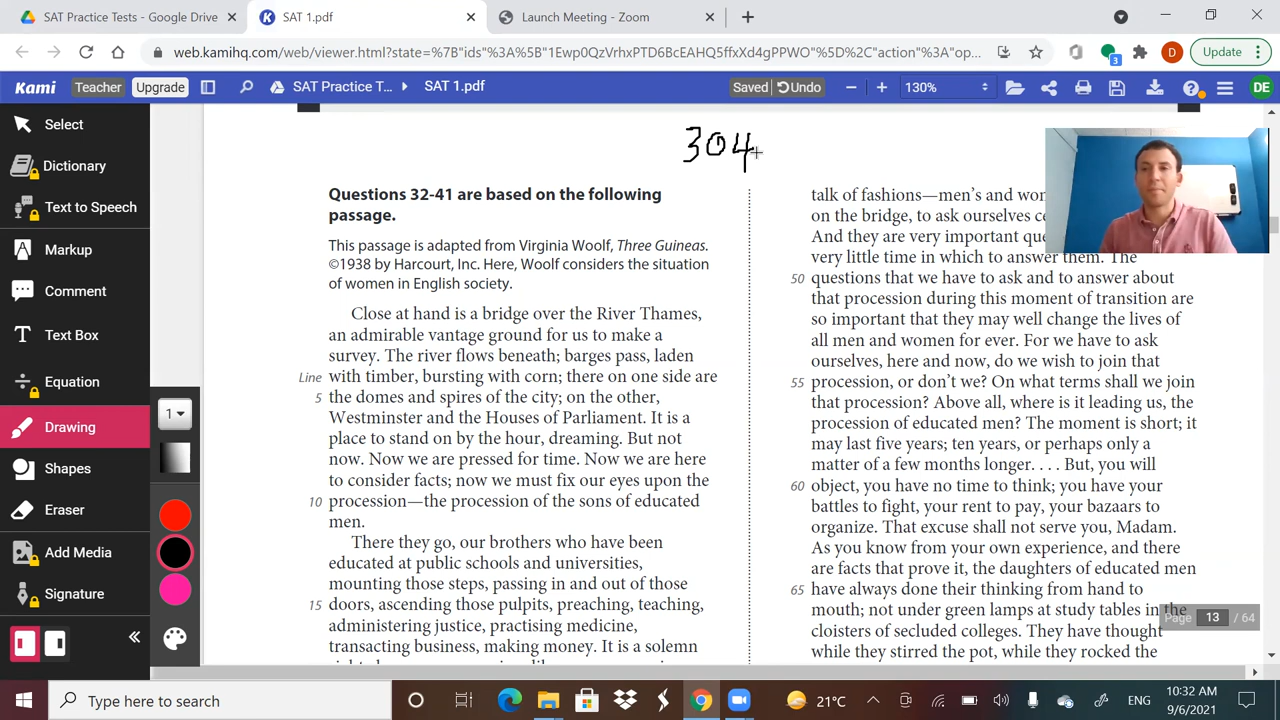 SAT Practice Tests - Google Drive
SAT 1.pdf
Launch Meeting - Zoom
web.kamihq.com/web/viewer.html?state=%7B"ids"%3A%5B"1Ewp0QzVrhxPTD6BcEAHQ5ffxXd4gPPWO"%5D%2C"action"%3A"op...
3
D
Update
Kami
Teacher
Upgrade
SAT Practice T...
SAT 1.pdf
Saved
Undo
130%
DE
Select
Dictionary
Text to Speech
Markup
Comment
Text Box
Equation
Drawing
1
Shapes
Eraser
Add Media
Signature
304
Questions 32-41 are based on the following
passage.
This passage is adapted from Virginia Woolf, Three Guineas.
©1938 by Harcourt, Inc. Here, Woolf considers the situation
of women in English society.
Close at hand is a bridge over the River Thames,
an admirable vantage ground for us to make a
survey. The river flows beneath; barges pass, laden
Line with timber, bursting with corn; there on one side are
5 the domes and spires of the city; on the other,
Westminster and the Houses of Parliament. It is a
place to stand on by the hour, dreaming. But not
now. Now we are pressed for time. Now we are here
to consider facts; now we must fix our eyes upon the
10 procession—the procession of the sons of educated
men.
There they go, our brothers who have been
educated at public schools and universities,
mounting those steps, passing in and out of those
15 doors, ascending those pulpits, preaching, teaching,
administering justice, practising medicine,
transacting business, making money. It is a solemn
talk of fashions—men's and wom
on the bridge, to ask ourselves ce
And they are very important que
very little time in which to answer them. The
50 questions that we have to ask and to answer about
that procession during this moment of transition are
so important that they may well change the lives of
all men and women for ever. For we have to ask
ourselves, here and now, do we wish to join that
55 procession, or don't we? On what terms shall we join
that procession? Above all, where is it leading us, the
procession of educated men? The moment is short; it
may last five years; ten years, or perhaps only a
matter of a few months longer. . . . But, you will
60 object, you have no time to think; you have your
battles to fight, your rent to pay, your bazaars to
organize. That excuse shall not serve you, Madam.
As you know from your own experience, and there
are facts that prove it, the daughters of educated men
65 have always done their thinking from hand to
mouth; not under green lamps at study tables in the
cloisters of secluded colleges. They have thought
while they stirred the pot, while they rocked the
Page 13 / 64
Type here to search
21°C
ENG
10:32 AM
9/6/2021